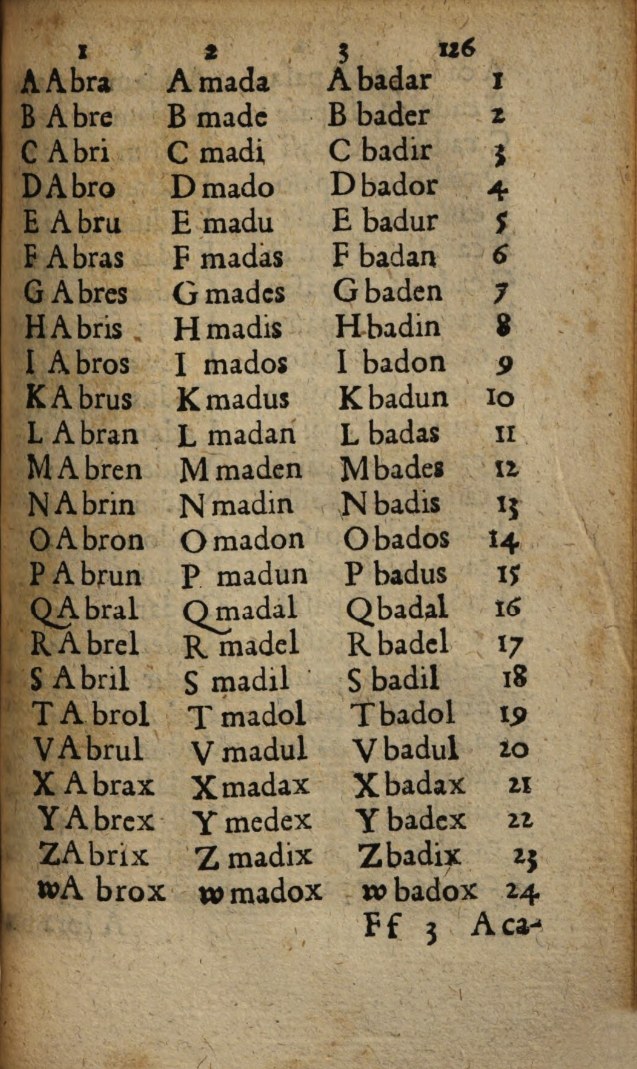 1 2 3 126
A Abra A mada A badar 1
B Abre B made B bader 2
C Abri C madi C badir 3
D Abro D mado D bador 4
E Abru E madu E badur 5
F Abras F madas F badan 6
G Abres G mades G baden 7
H Abris H madis H badin 8
I Abros I mados I badon 9
K Abrus K madus K badun 10
L Abran L madan L badas 11
M Abren M maden M bades 12
N Abrin N madin N badis 13
O Abron O madon O bados 14
P Abrun P madun P badus 15
Q Abral Q madal Q badal 16
R Abrel R madel R badel 17
S Abril S madil S badil 18
T Abrol T madol T badol 19
V Abrul V madul V badul 20
X Abrax X madax X badax 21
Y Abrex Y medex Y badex 22
Z Abrix Z madix Z badix 23
w A brox w madox w badox 24
Ff 3 Aca-